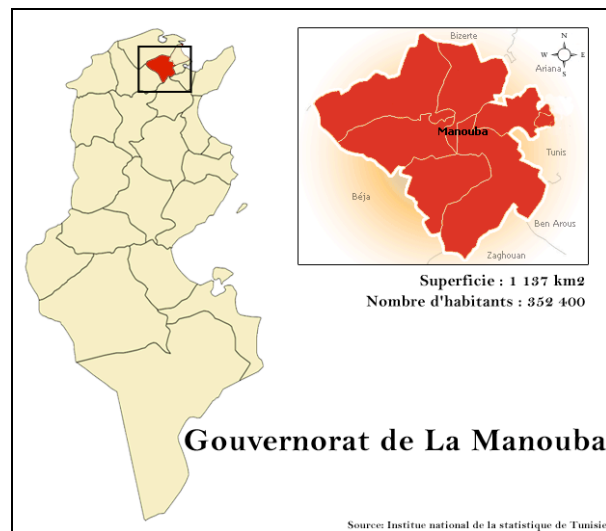 Bizerte
N
W E
S
Ariana
Manouba
Tunis
Béja
Ben Arous
Zaghouan
Superficie : 1 137 km2
Nombre d'habitants : 352 400
Gouvernorat de La Manouba
Source: Institue national de la statistique de Tunisie